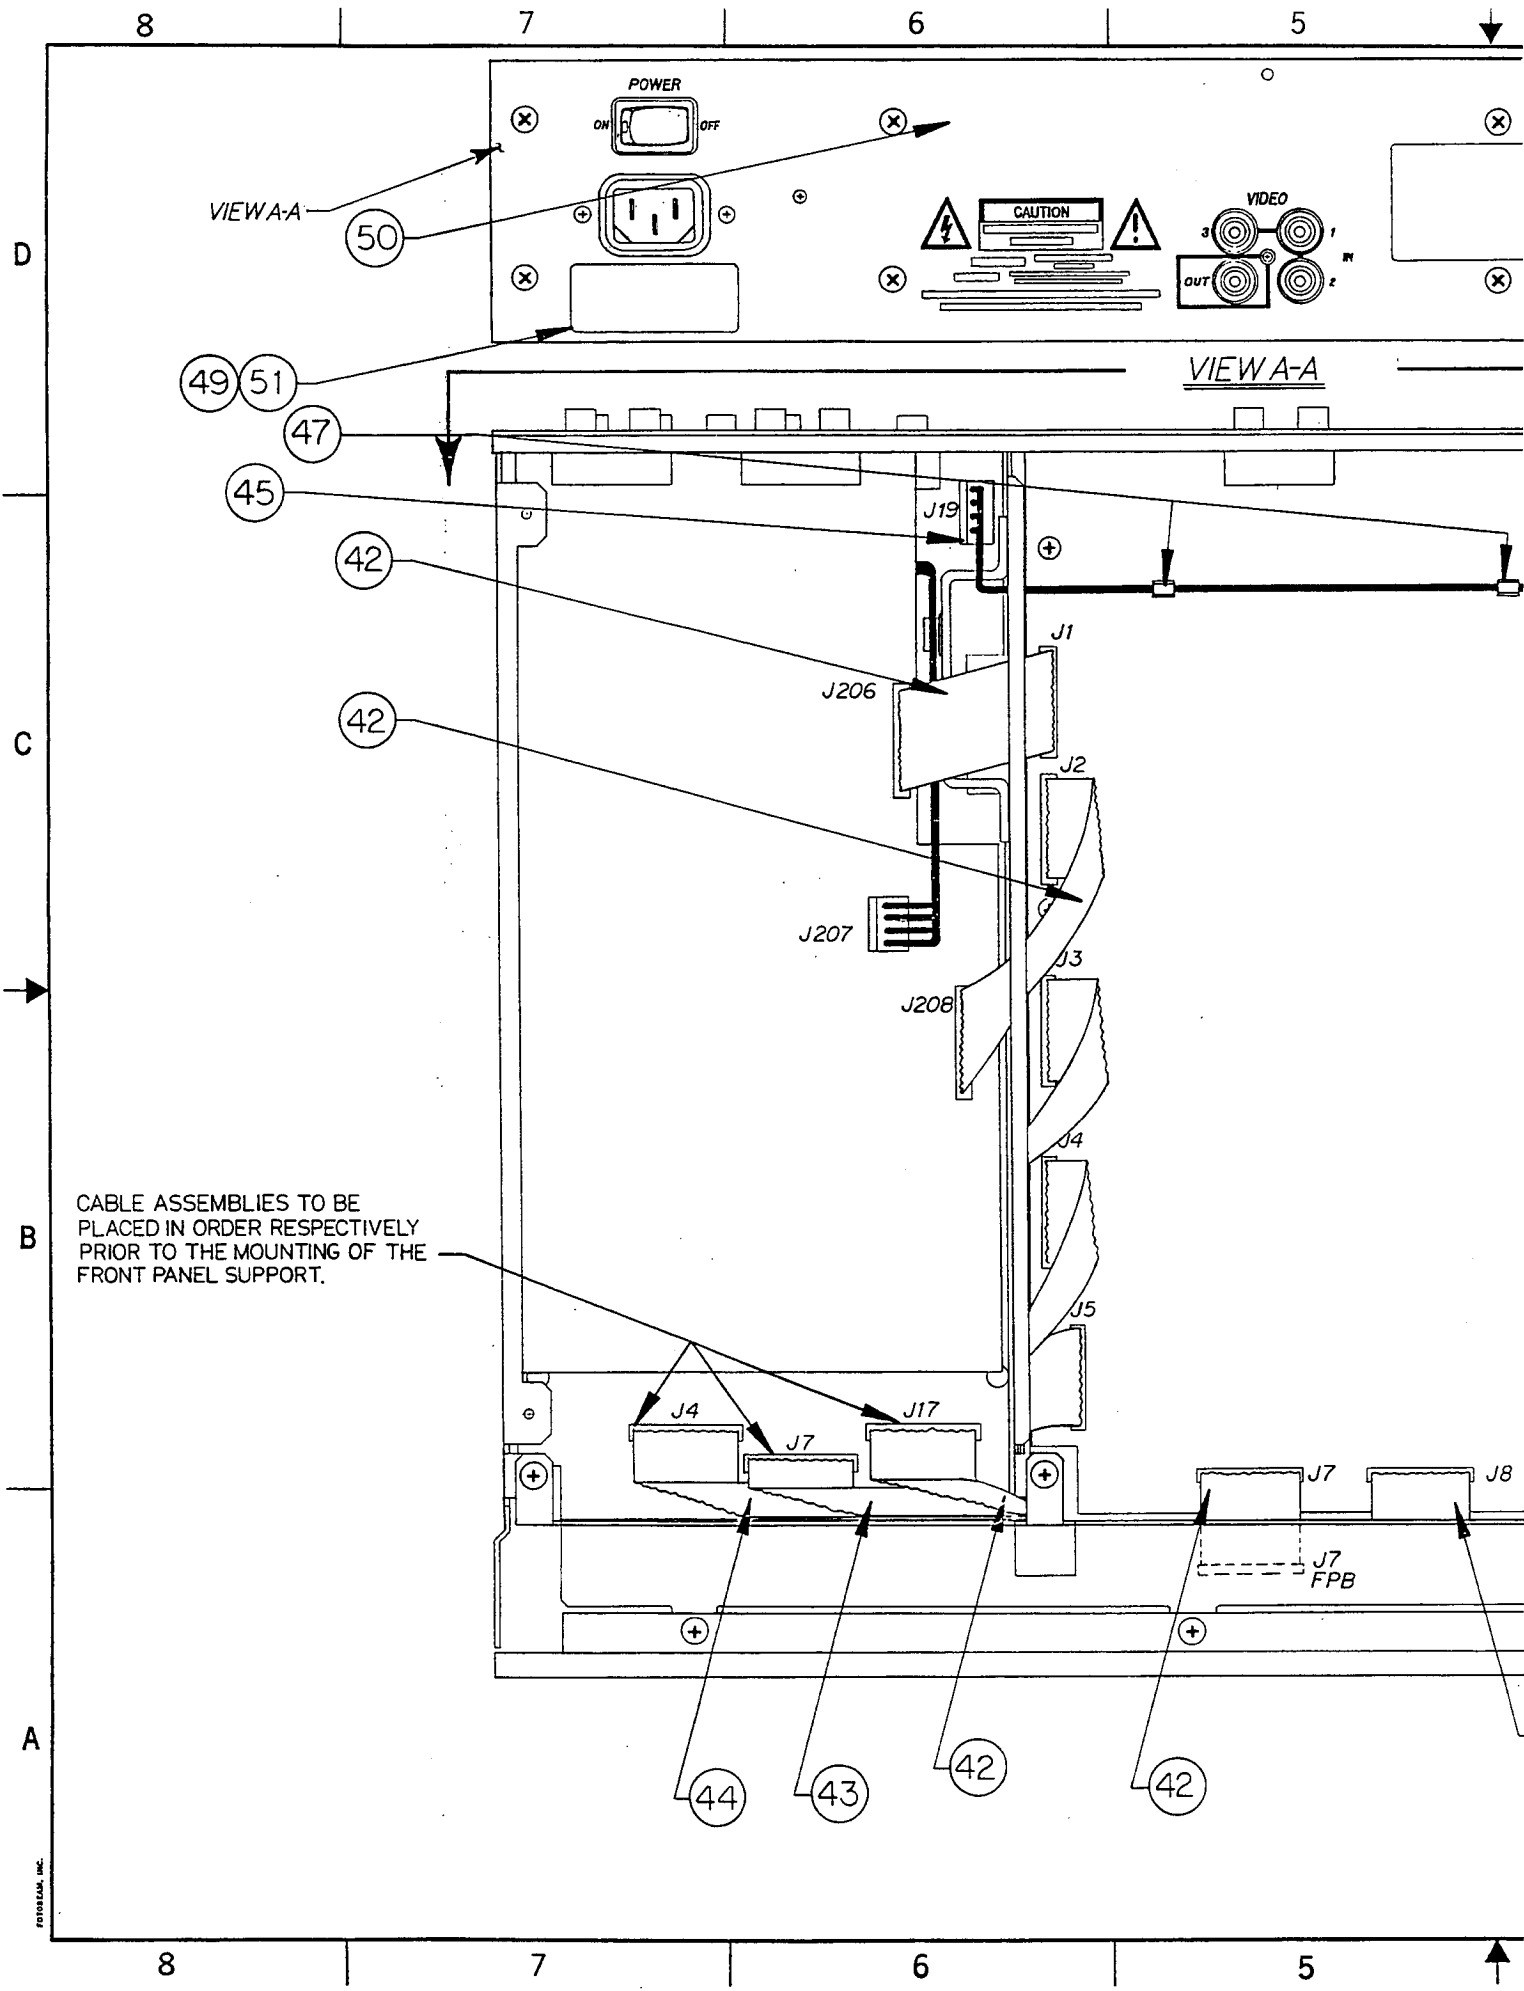 8 7 6 5
POWER
ON OFF
VIEW A-A
50
CAUTION
VIDEO
3 1
IN
OUT 2
D
49 51
VIEW A-A
47
45
J19
42
J1
J206
42
C
J2
J207
J3
J208
J4
CABLE ASSEMBLIES TO BE
PLACED IN ORDER RESPECTIVELY
PRIOR TO THE MOUNTING OF THE
FRONT PANEL SUPPORT.
B
J5
J4 J7 J17
J7 J8
J7
FPB
A
44 43 42 42
FOTOBEAM, INC.
8 7 6 5